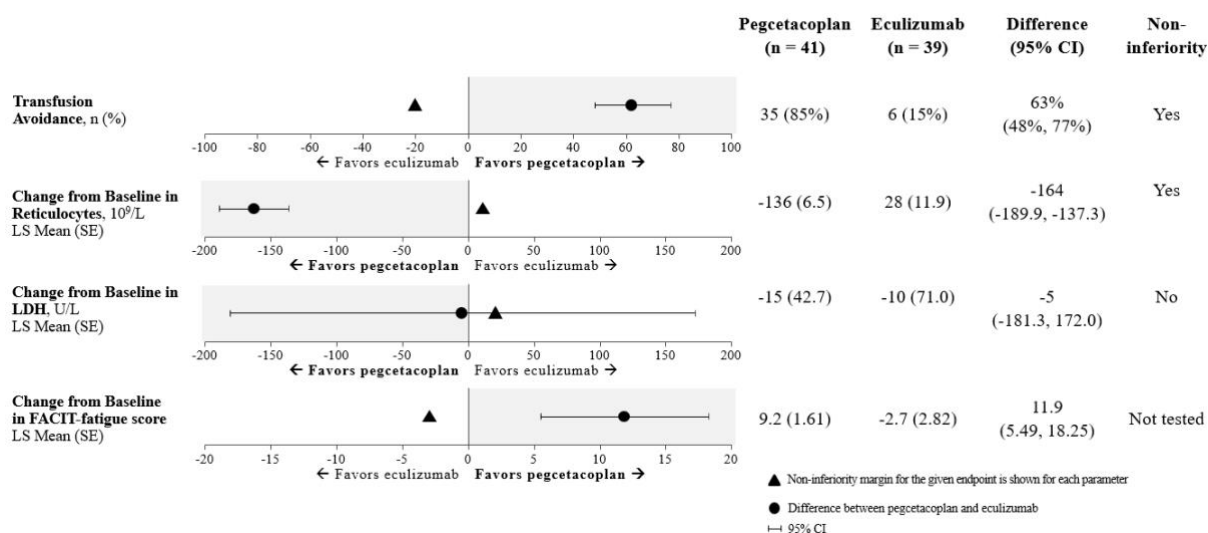 Pegcetacoplan Eculizumab Difference Non-
(n = 41) (n = 39) (95% CI) inferiority
Transfusion
Avoidance, n (%)
35 (85%) 6 (15%) 63%
(48%, 77%) Yes
-100 -80 -60 -40 -20 0 20 40 60 80 100
← Favors eculizumab Favors pegcetacoplan →
Change from Baseline in
Reticulocytes, 10⁹/L
LS Mean (SE)
-136 (6.5) 28 (11.9) -164
(-189.9, -137.3) Yes
-200 -150 -100 -50 0 50 100 150 200
← Favors pegcetacoplan Favors eculizumab →
Change from Baseline in
LDH, U/L
LS Mean (SE)
-15 (42.7) -10 (71.0) -5
(-181.3, 172.0) No
-200 -150 -100 -50 0 50 100 150 200
← Favors pegcetacoplan Favors eculizumab →
Change from Baseline
in FACIT-fatigue score
LS Mean (SE)
9.2 (1.61) -2.7 (2.82) 11.9
(5.49, 18.25) Not tested
-20 -15 -10 -5 0 5 10 15 20
← Favors eculizumab Favors pegcetacoplan →
▲ Non-inferiority margin for the given endpoint is shown for each parameter
● Difference between pegcetacoplan and eculizumab
95% CI